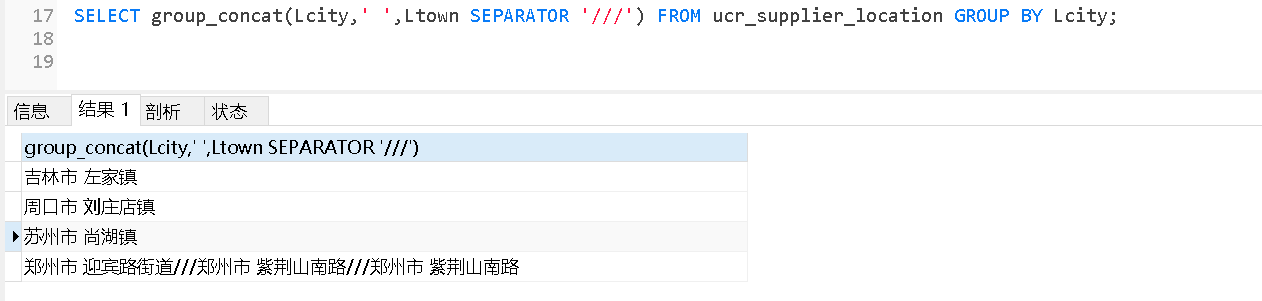 17 SELECT group_concat(Lcity,' ',Ltown SEPARATOR '///') FROM ucr_supplier_location GROUP BY Lcity;
18
19
信息 结果 1 剖析 状态
group_concat(Lcity,' ',Ltown SEPARATOR '///')
吉林市 左家镇
周口市 刘庄店镇
苏州市 尚湖镇
郑州市 迎宾路街道///郑州市 紫荆山南路///郑州市 紫荆山南路